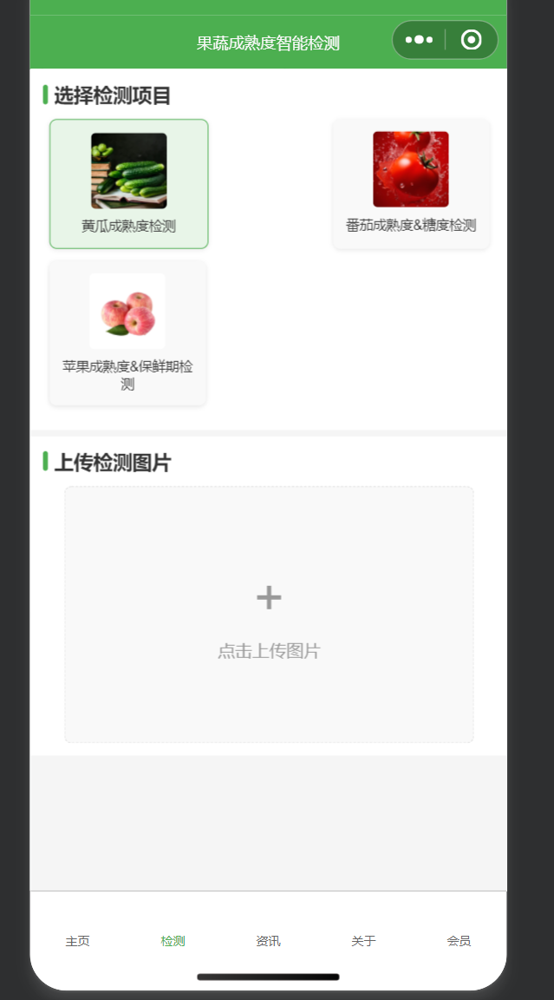 果蔬成熟度智能检测
选择检测项目
黄瓜成熟度检测
番茄成熟度&糖度检测
苹果成熟度&保鲜期检
测
上传检测图片
+
点击上传图片
主页
检测
资讯
关于
会员